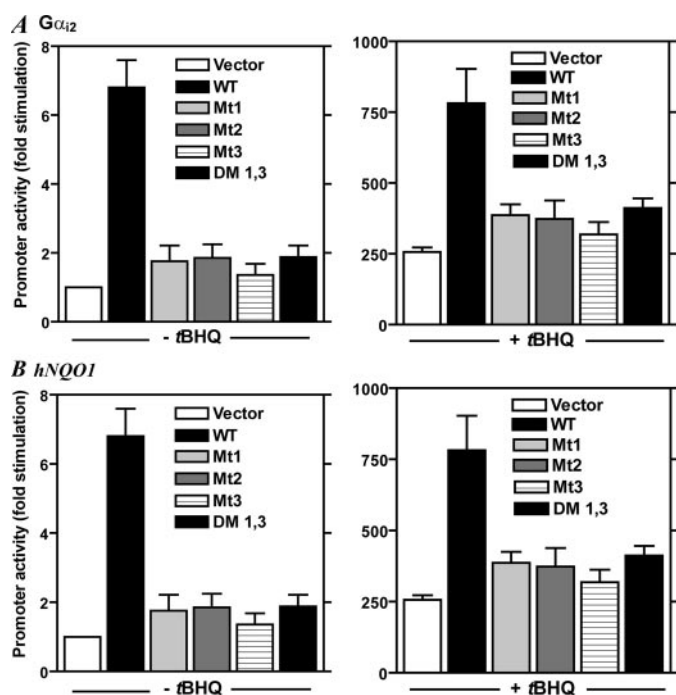 A Gαi2
Promoter activity (fold stimulation)
8
6
4
2
0
Vector
WT
Mt1
Mt2
Mt3
DM 1,3
- tBHQ
1000
750
500
250
0
Vector
WT
Mt1
Mt2
Mt3
DM 1,3
+ tBHQ
B hNQO1
Promoter activity (fold stimulation)
8
6
4
2
0
Vector
WT
Mt1
Mt2
Mt3
DM 1,3
- tBHQ
1000
750
500
250
0
Vector
WT
Mt1
Mt2
Mt3
DM 1,3
+ tBHQ